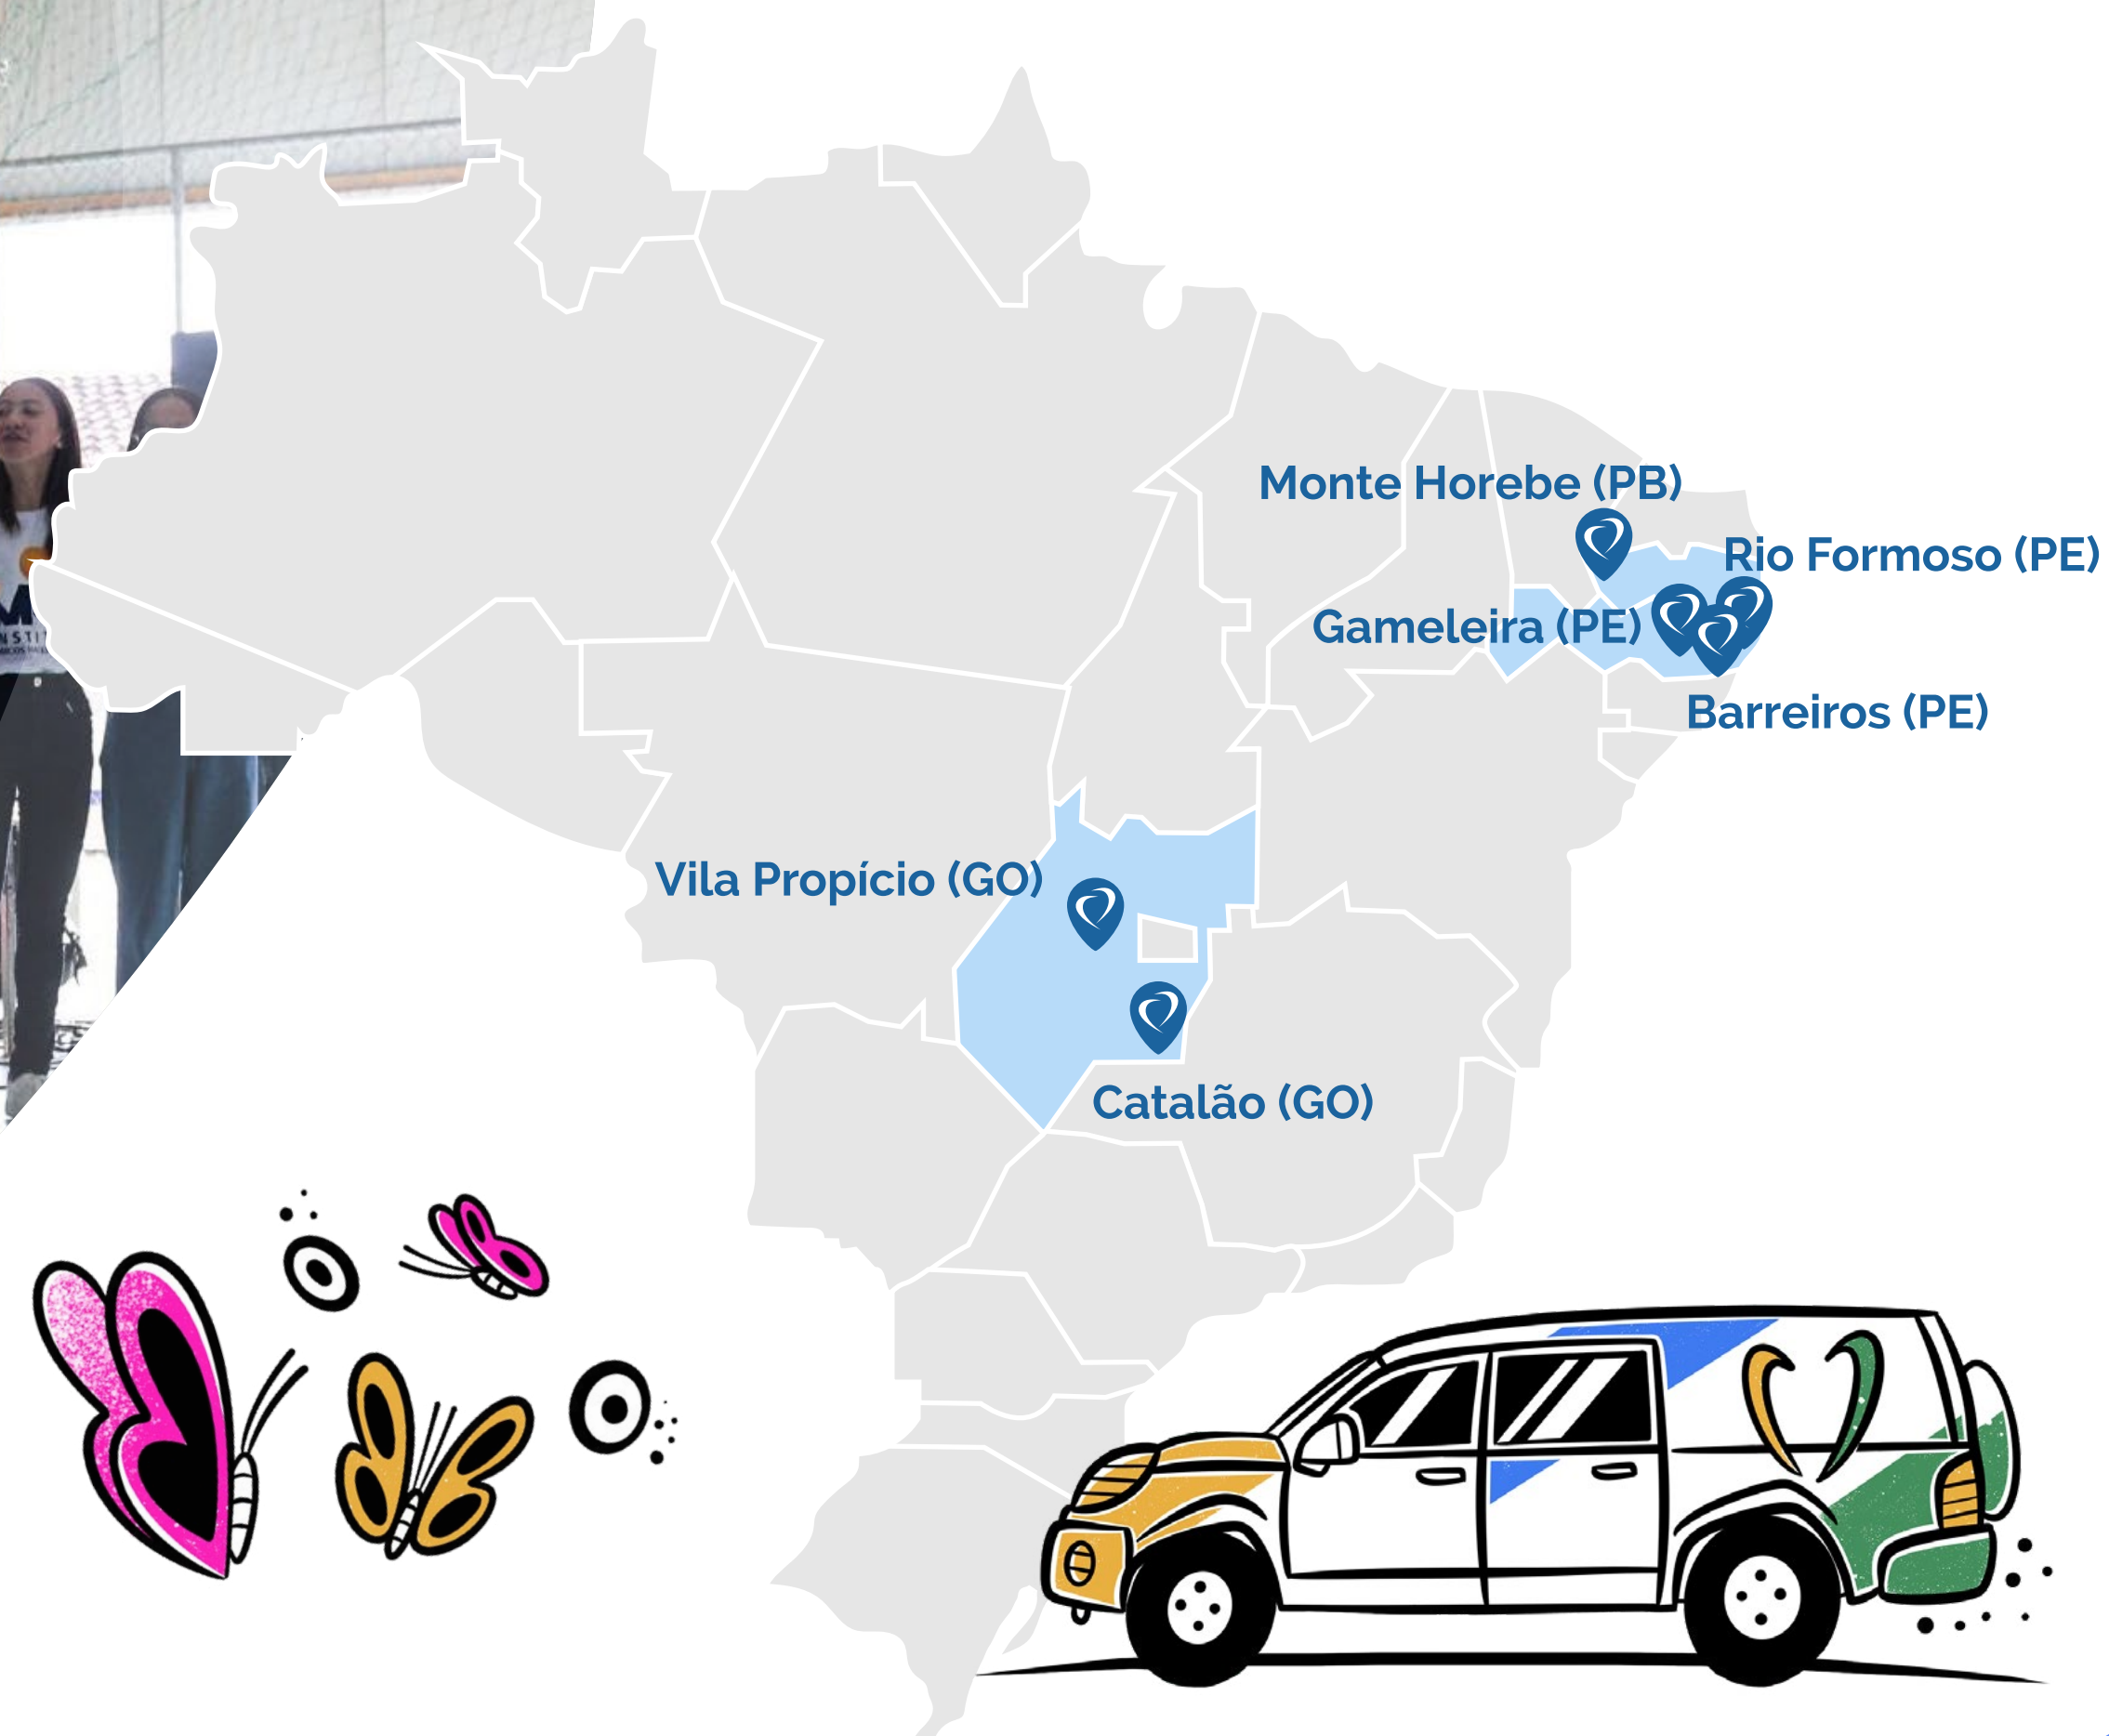 Monte Horebe (PB)
Rio Formoso (PE)
Gameleira (PE)
Barreiros (PE)
Vila Propício (GO)
Catalão (GO)